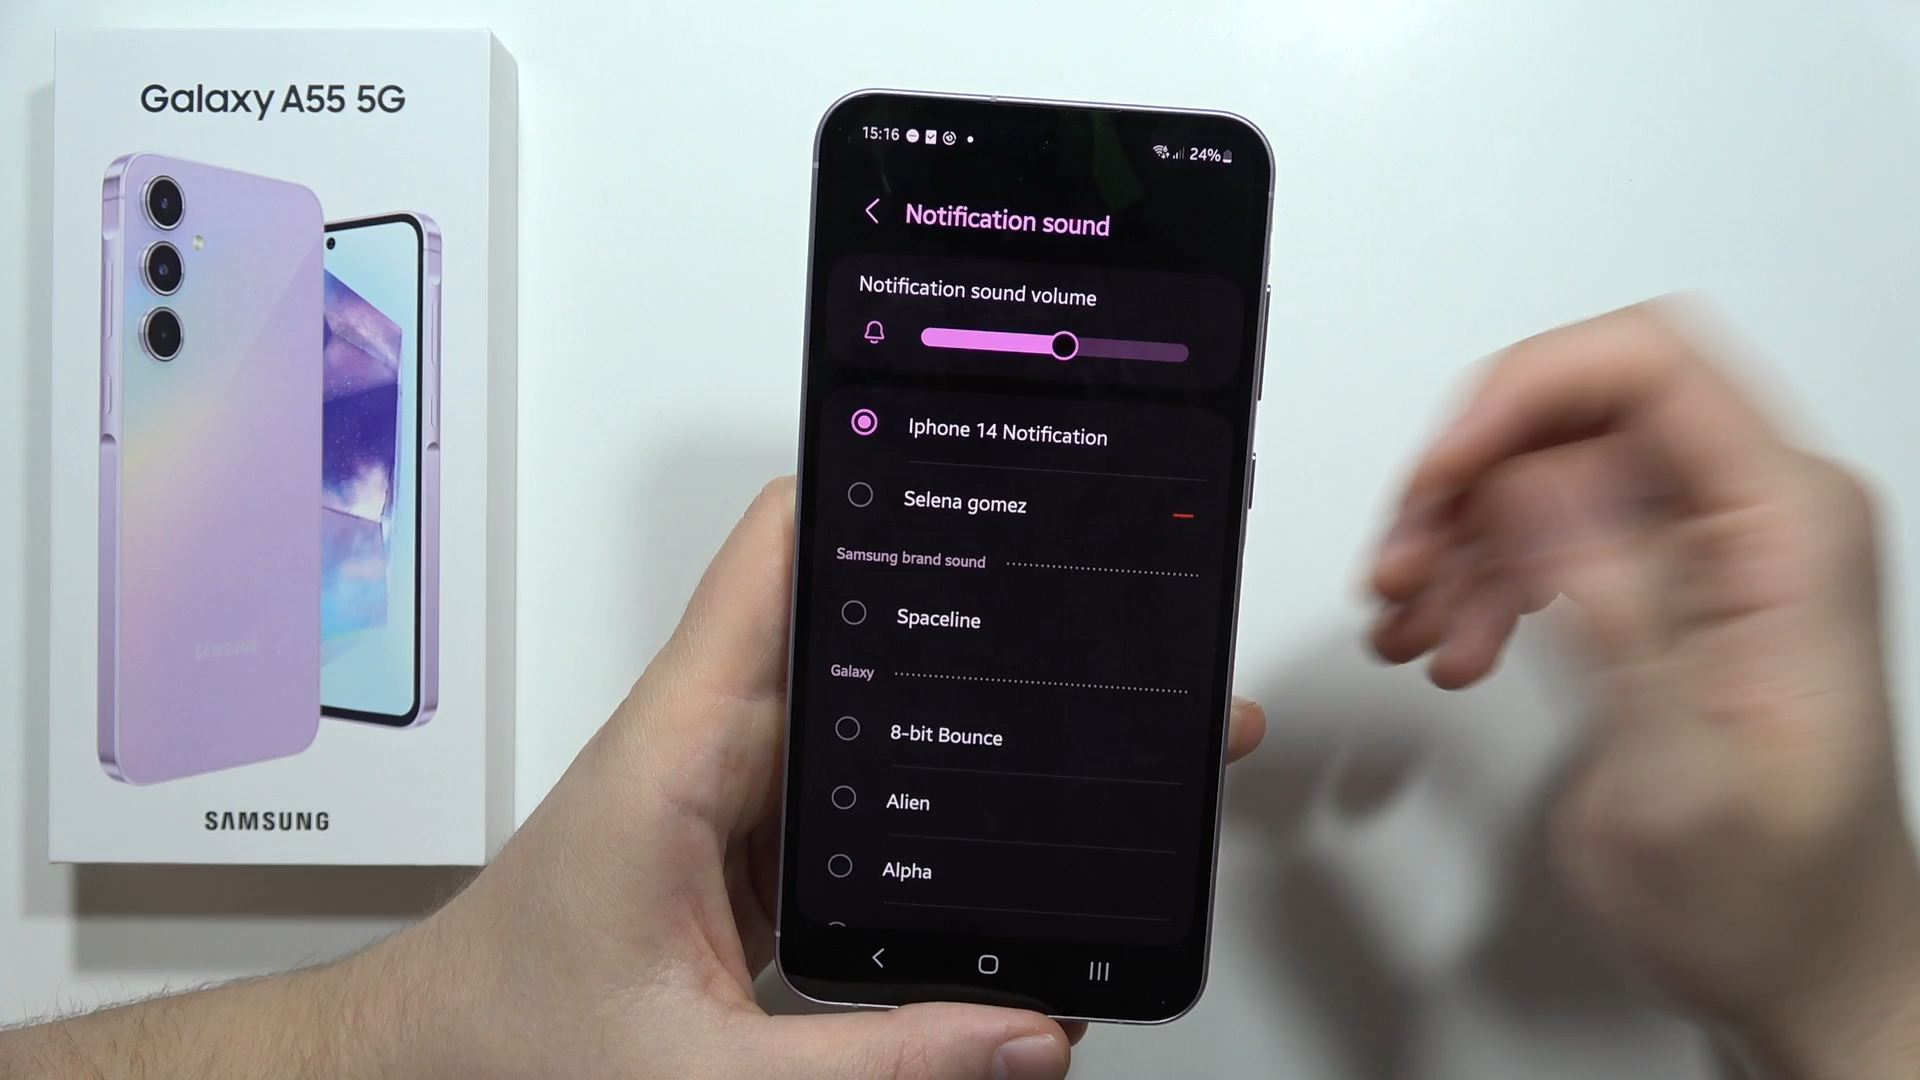 Galaxy A55 5G
SAMSUNG
SAMSUNG
15:16
24%
Notification sound
Notification sound volume
Iphone 14 Notification
Selena gomez
Samsung brand sound
Spaceline
Galaxy
8-bit Bounce
Alien
Alpha